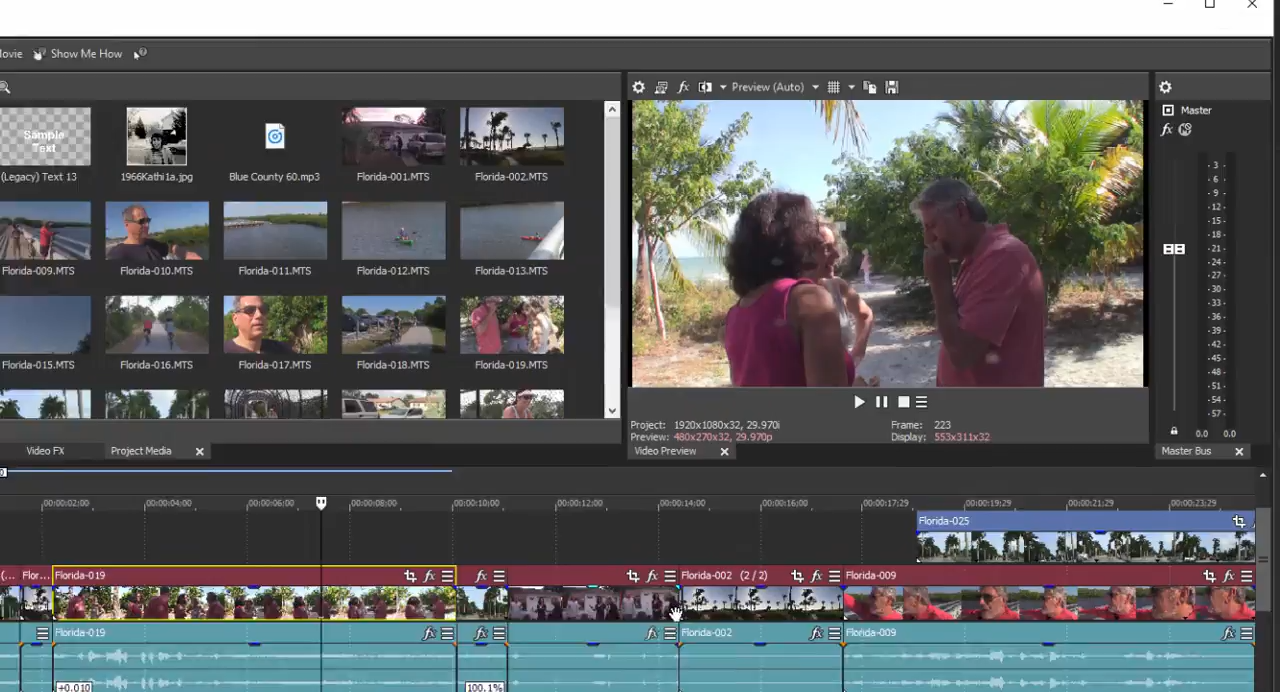 Movie Show Me How
Preview (Auto)
Master
Sample
Text
(Legacy) Text 13
1966Kathi1a.jpg
Blue County 60.mp3
Florida-001.MTS
Florida-002.MTS
Florida-009.MTS
Florida-010.MTS
Florida-011.MTS
Florida-012.MTS
Florida-013.MTS
Florida-015.MTS
Florida-016.MTS
Florida-017.MTS
Florida-018.MTS
Florida-019.MTS
- 3 -
- 6 -
- 9 -
- 12 -
- 15 -
- 18 -
- 21 -
- 24 -
- 27 -
- 30 -
- 33 -
- 36 -
- 39 -
- 42 -
- 45 -
- 48 -
- 51 -
- 54 -
- 57 -
0.0 0.0
Project: 1920x1080x32, 29.970i
Frame: 223
Preview: 480x270x32, 29.970p
Display: 553x311x32
Video FX
Project Media
Video Preview
Master Bus
00:00:02:00 00:00:04:00 00:00:06:00 00:00:08:00 00:00:10:00 00:00:12:00 00:00:14:00 00:00:16:00 00:00:17:29 00:00:19:29 00:00:21:29 00:00:23:29
Florida-025
(... Flor... Florida-019 Florida-002 (2 / 2) Florida-009
Florida-019 Florida-002 Florida-009
+0.010 100.1%